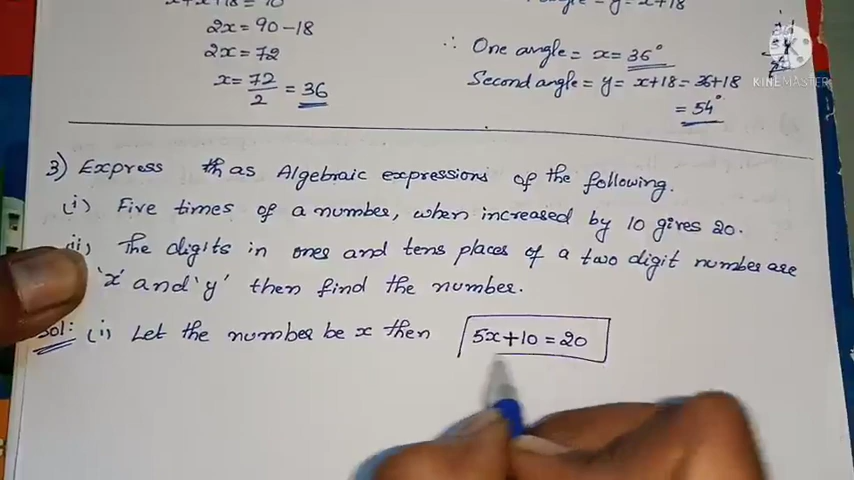 2x = 90-18
2x = 72
x = 72/2 = 36
∴ One angle = x = 36°
Second angle = y = x+18 = 36+18
= 54°
KINEMASTER
3) Express thas Algebraic expressions of the following.
(i) Five times of a number, when increased by 10 gives 20.
(ii) The digits in ones and tens places of a two digit number are
'x' and 'y' then find the number.
Sol: (i) Let the number be x then 5x+10=20